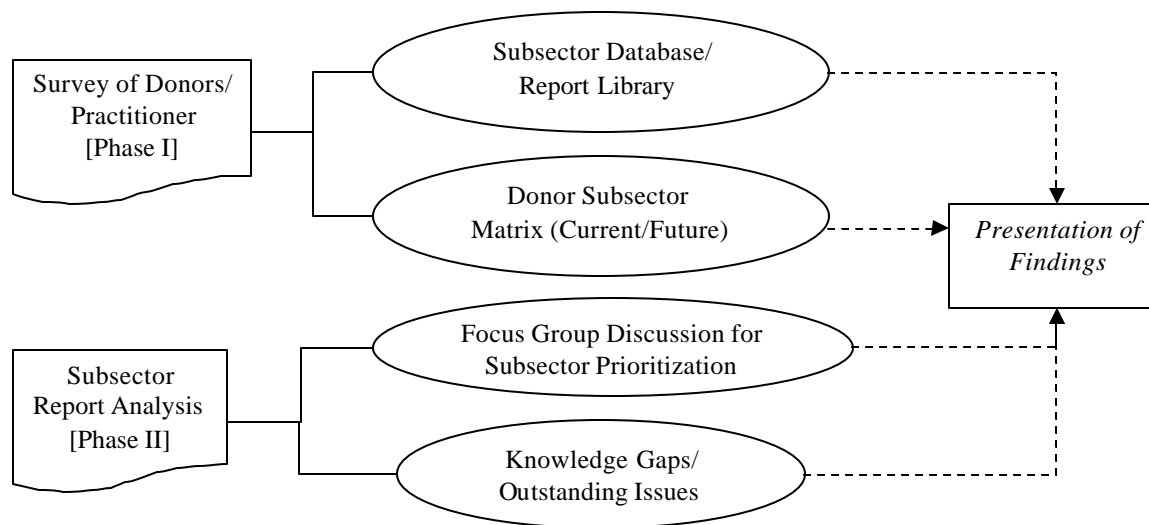 Survey of Donors/
Practitioner
[Phase I]
Subsector Database/
Report Library
Donor Subsector
Matrix (Current/Future)
Presentation of
Findings
Subsector
Report Analysis
[Phase II]
Focus Group Discussion for
Subsector Prioritization
Knowledge Gaps/
Outstanding Issues